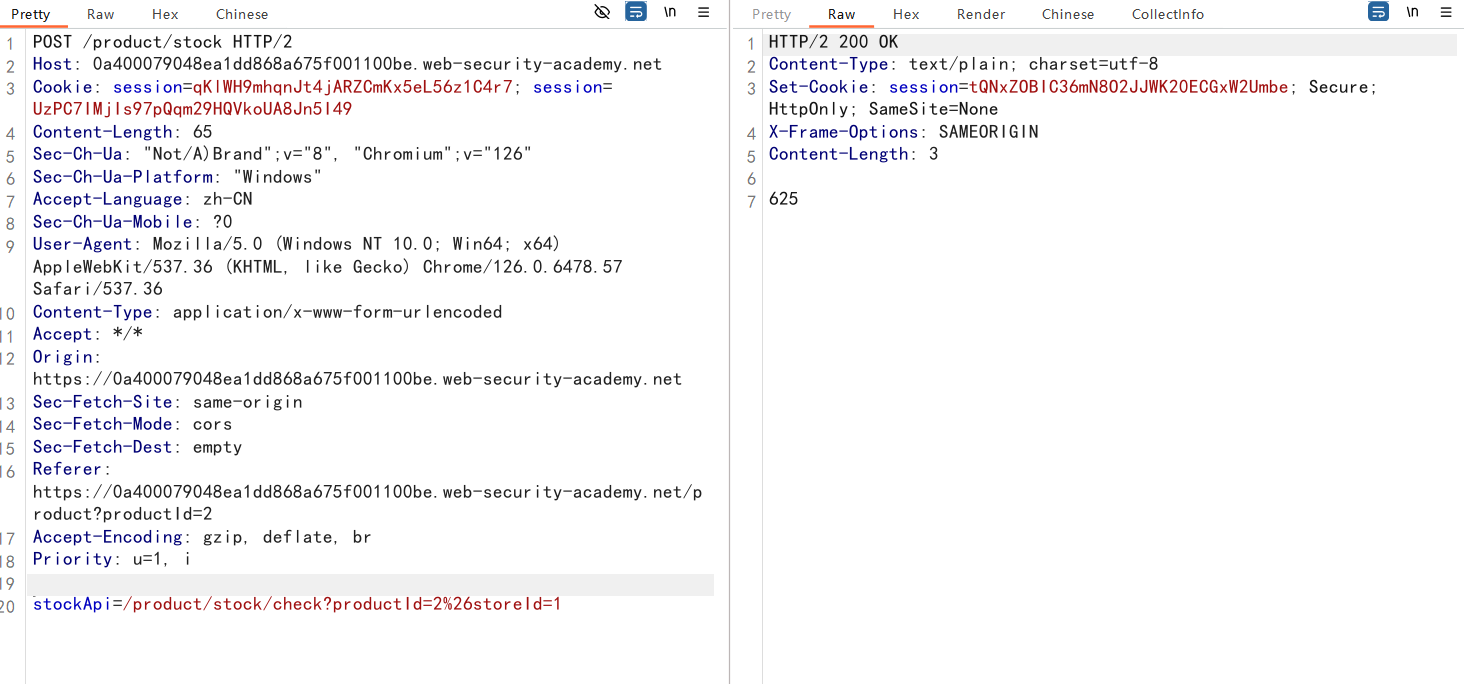 Pretty Raw Hex Chinese \n
1 POST /product/stock HTTP/2
2 Host: 0a400079048ea1dd868a675f001100be.web-security-academy.net
3 Cookie: session=qKlWH9mhqnJt4jARZCmKx5eL56z1C4r7; session=
UzPC7IMjIs97pQqm29HQVkoUA8Jn5I49
4 Content-Length: 65
5 Sec-Ch-Ua: "Not/A)Brand";v="8", "Chromium";v="126"
6 Sec-Ch-Ua-Platform: "Windows"
7 Accept-Language: zh-CN
8 Sec-Ch-Ua-Mobile: ?0
9 User-Agent: Mozilla/5.0 (Windows NT 10.0; Win64; x64)
AppleWebKit/537.36 (KHTML, like Gecko) Chrome/126.0.6478.57
Safari/537.36
10 Content-Type: application/x-www-form-urlencoded
11 Accept: */*
12 Origin:
https://0a400079048ea1dd868a675f001100be.web-security-academy.net
13 Sec-Fetch-Site: same-origin
14 Sec-Fetch-Mode: cors
15 Sec-Fetch-Dest: empty
16 Referer:
https://0a400079048ea1dd868a675f001100be.web-security-academy.net/p
roduct?productId=2
17 Accept-Encoding: gzip, deflate, br
18 Priority: u=1, i
19
20 stockApi=/product/stock/check?productId=2%26storeId=1
Pretty Raw Hex Render Chinese CollectInfo \n
1 HTTP/2 200 OK
2 Content-Type: text/plain; charset=utf-8
3 Set-Cookie: session=tQNxZOBIC36mN8O2JJWK2OECGxW2Umbe; Secure;
HttpOnly; SameSite=None
4 X-Frame-Options: SAMEORIGIN
5 Content-Length: 3
6
7 625